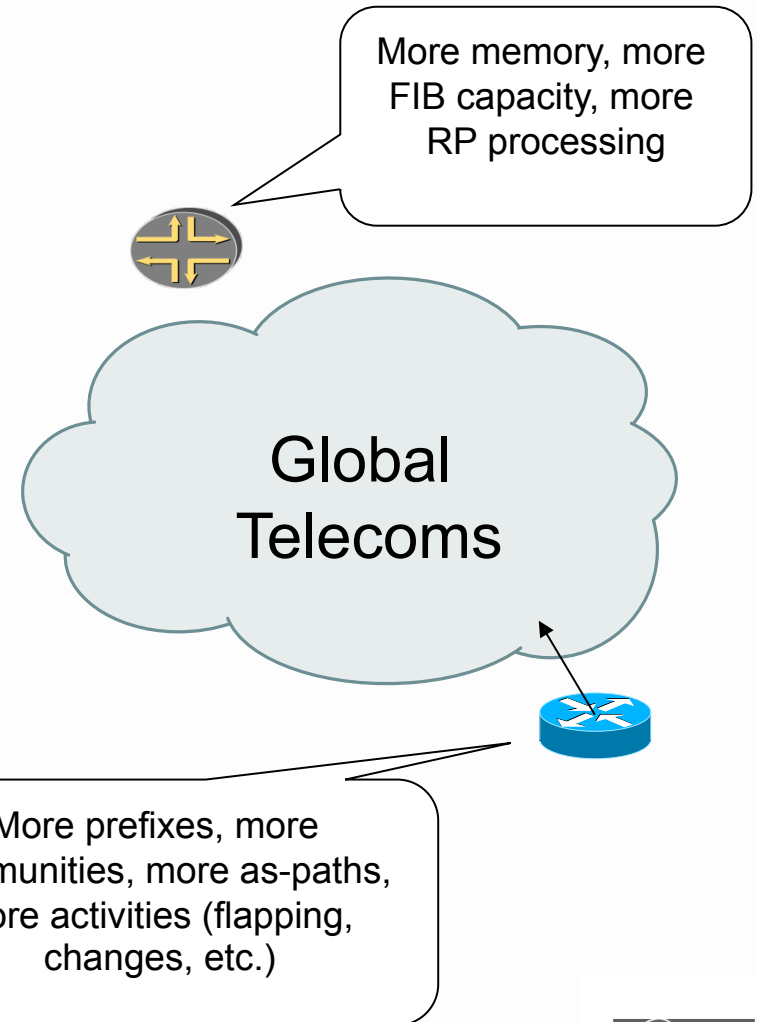 More memory, more
FIB capacity, more
RP processing
Global
Telecoms
More prefixes, more
munities, more as-paths,
ore activities (flapping,
changes, etc.)